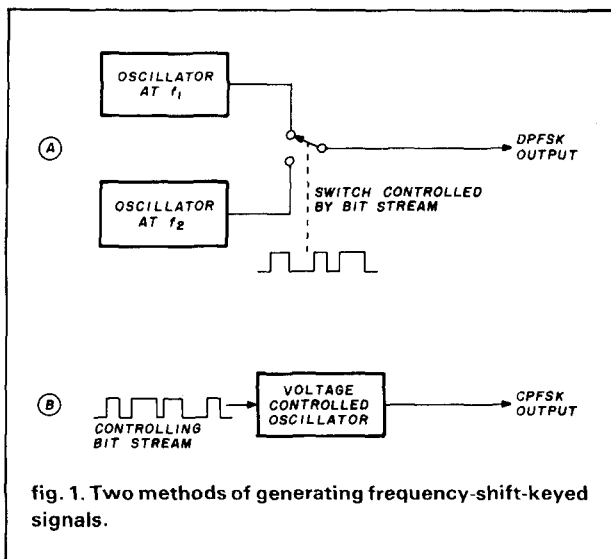 OSCILLATOR
AT f1
A
DPFSK
OUTPUT
SWITCH CONTROLLED
BY BIT STREAM
OSCILLATOR
AT f2
B
VOLTAGE
CONTROLLED
OSCILLATOR
CPFSK
OUTPUT
CONTROLLING
BIT STREAM
fig. 1. Two methods of generating frequency-shift-keyed
signals.